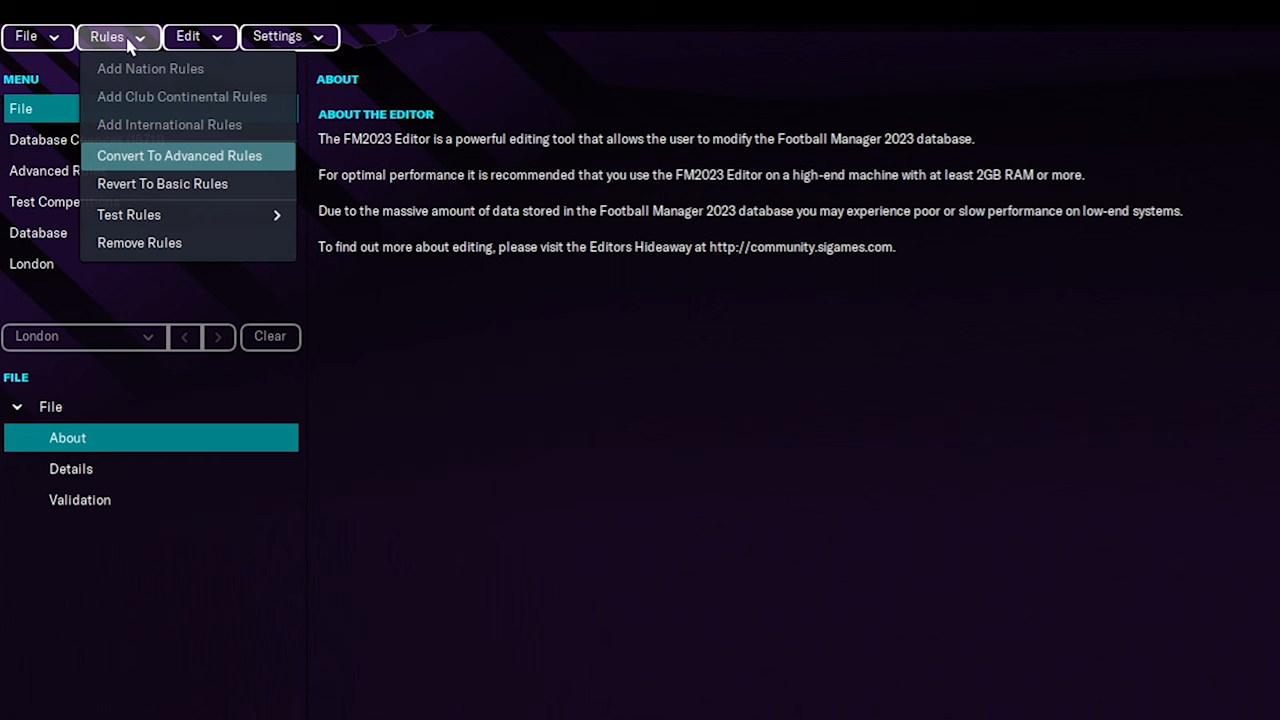 File
Rules
Edit
Settings
MENU
File
Database C
Advanced R
Test Compe
Database
London
Add Nation Rules
Add Club Continental Rules
Add International Rules
Convert To Advanced Rules
Revert To Basic Rules
Test Rules
Remove Rules
London
Clear
FILE
File
About
Details
Validation
ABOUT
ABOUT THE EDITOR
The FM2023 Editor is a powerful editing tool that allows the user to modify the Football Manager 2023 database.
For optimal performance it is recommended that you use the FM2023 Editor on a high-end machine with at least 2GB RAM or more.
Due to the massive amount of data stored in the Football Manager 2023 database you may experience poor or slow performance on low-end systems.
To find out more about editing, please visit the Editors Hideaway at http://community.sigames.com.